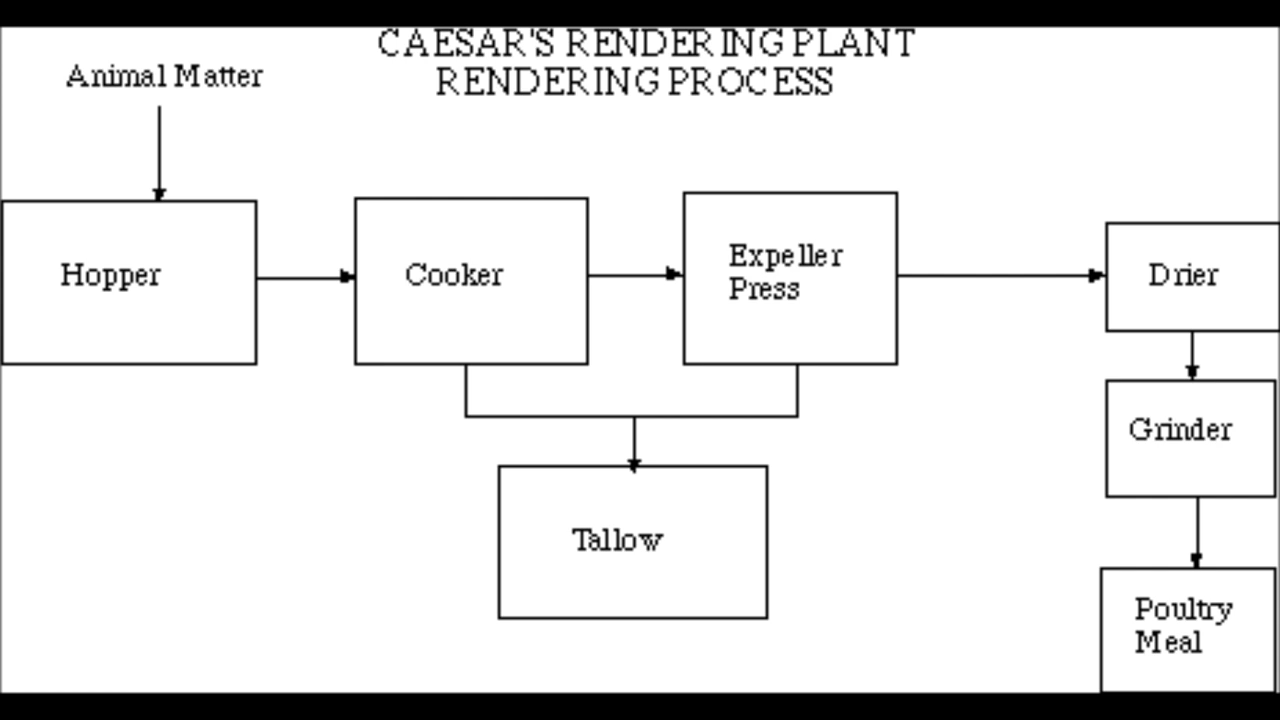 CAESAR'S RENDERING PLANT
RENDERING PROCESS
Animal Matter
Hopper
Cooker
Expeller
Press
Drier
Grinder
Tallow
Poultry
Meal